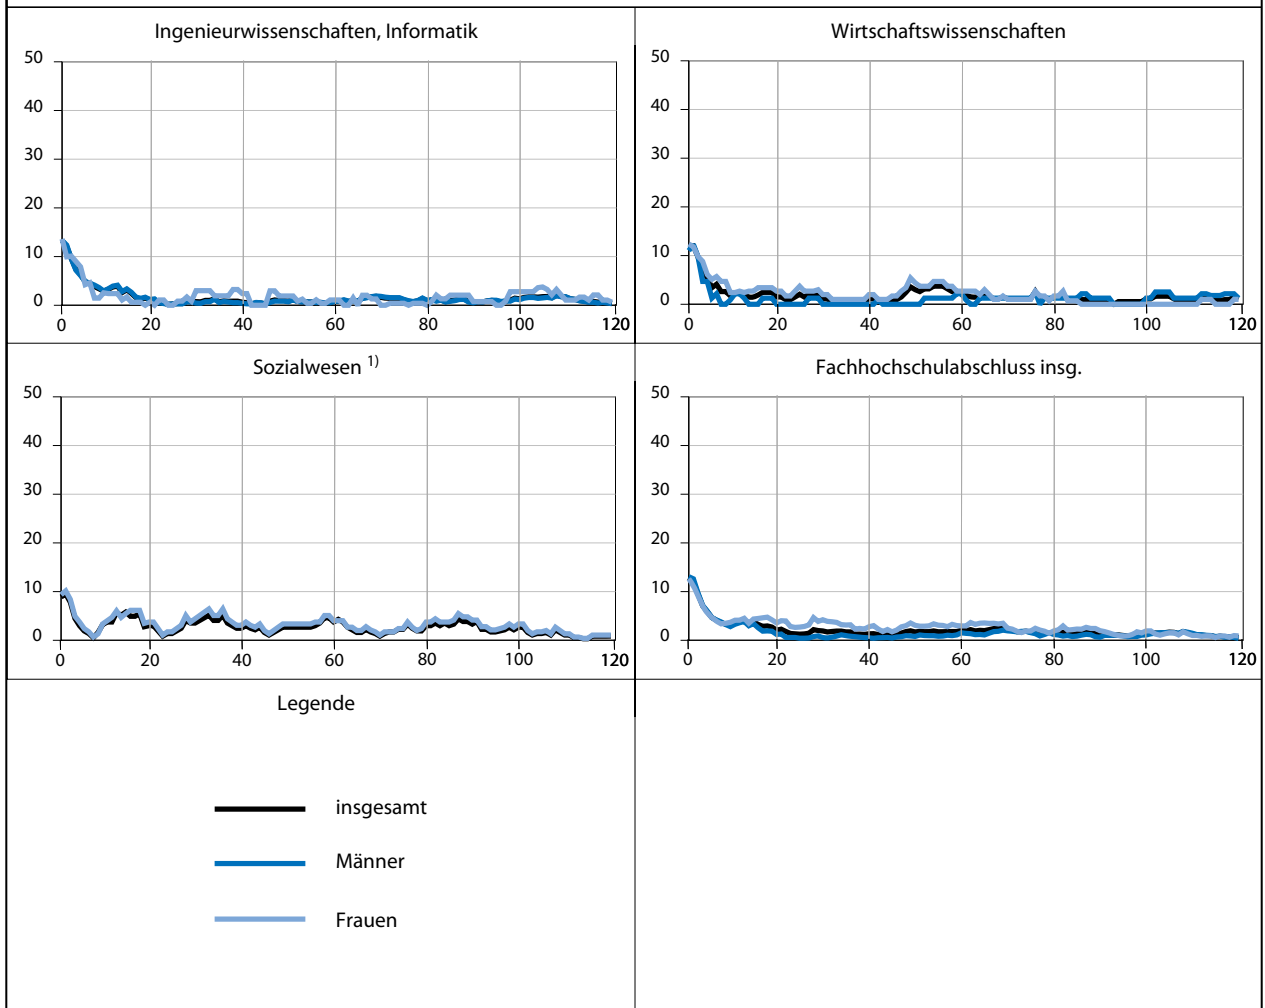 Ingenieurwissenschaften, Informatik
50
40
30
20
10
0
0 20 40 60 80 100 120
Wirtschaftswissenschaften
50
40
30
20
10
0
0 20 40 60 80 100 120
Sozialwesen 1)
50
40
30
20
10
0
0 20 40 60 80 100 120
Fachhochschulabschluss insg.
50
40
30
20
10
0
0 20 40 60 80 100 120
Legende
insgesamt
Männer
Frauen